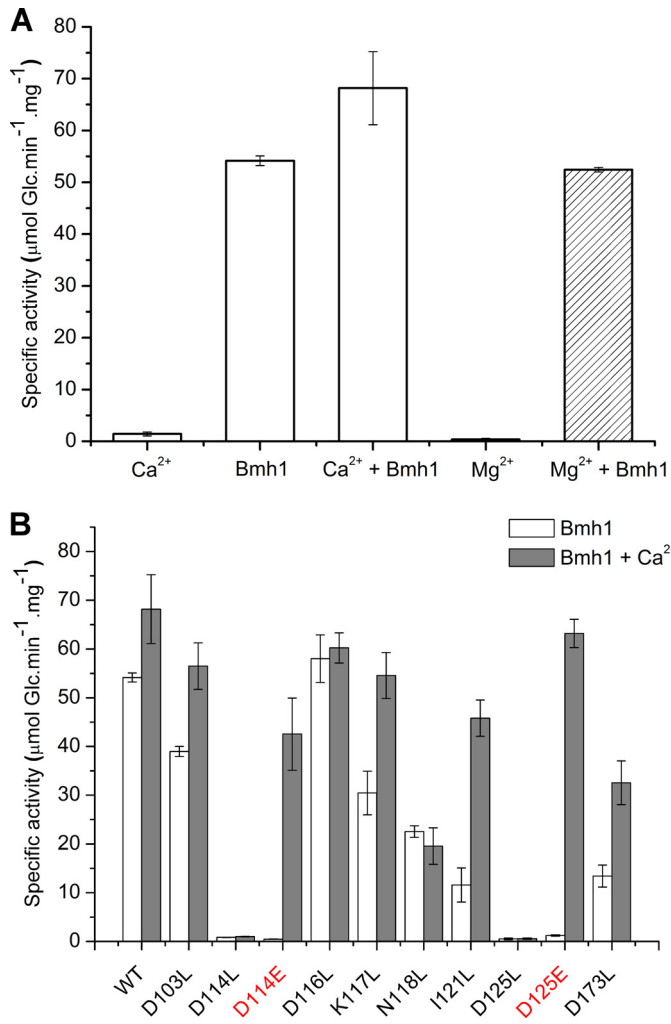 A
Specific activity (μmol Glc.min⁻¹.mg⁻¹)
80
70
60
50
40
30
20
10
0
Ca²⁺
Bmh1
Ca²⁺ + Bmh1
Mg²⁺
Mg²⁺ + Bmh1
B
Bmh1
Bmh1 + Ca²
Specific activity (μmol Glc.min⁻¹.mg⁻¹)
80
70
60
50
40
30
20
10
0
WT
D103L
D114L
D114E
D116L
K117L
N118L
I121L
D125L
D125E
D173L